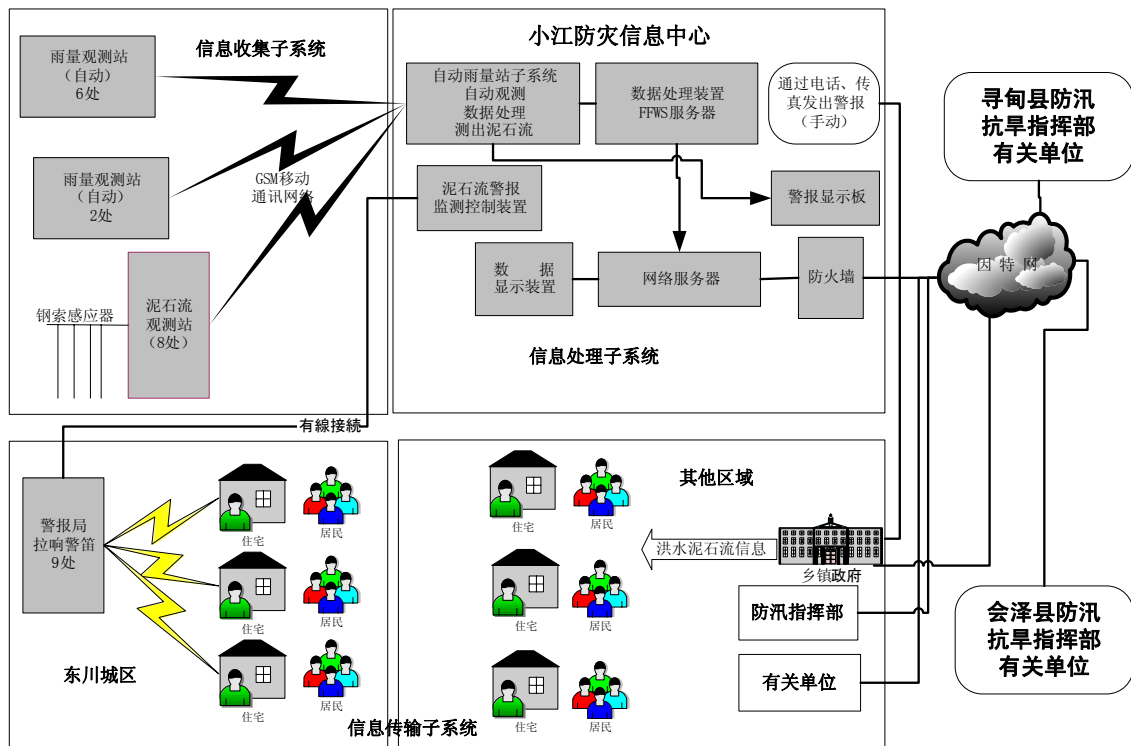 信息收集子系统
雨量观测站
（自动）
6处
雨量观测站
（自动）
2处
GSM移动
通讯网络
钢索感应器
泥石流
观测站
（8处）
小江防灾信息中心
自动雨量站子系统
自动观测
数据处理
测出泥石流
数据处理装置
FFWS服务器
通过电话、传
真发出警报
（手动）
泥石流警报
监测控制装置
警报显示板
数 据
显示装置
网络服务器
防火墙
信息处理子系统
寻甸县防汛
抗旱指挥部
有关单位
因特网
有線接続
警报局
拉响警笛
9处
住宅
居民
住宅
居民
住宅
居民
东川城区
其他区域
住宅
居民
住宅
居民
住宅
居民
洪水泥石流信息
乡镇政府
防汛指挥部
有关单位
会泽县防汛
抗旱指挥部
有关单位
信息传输子系统